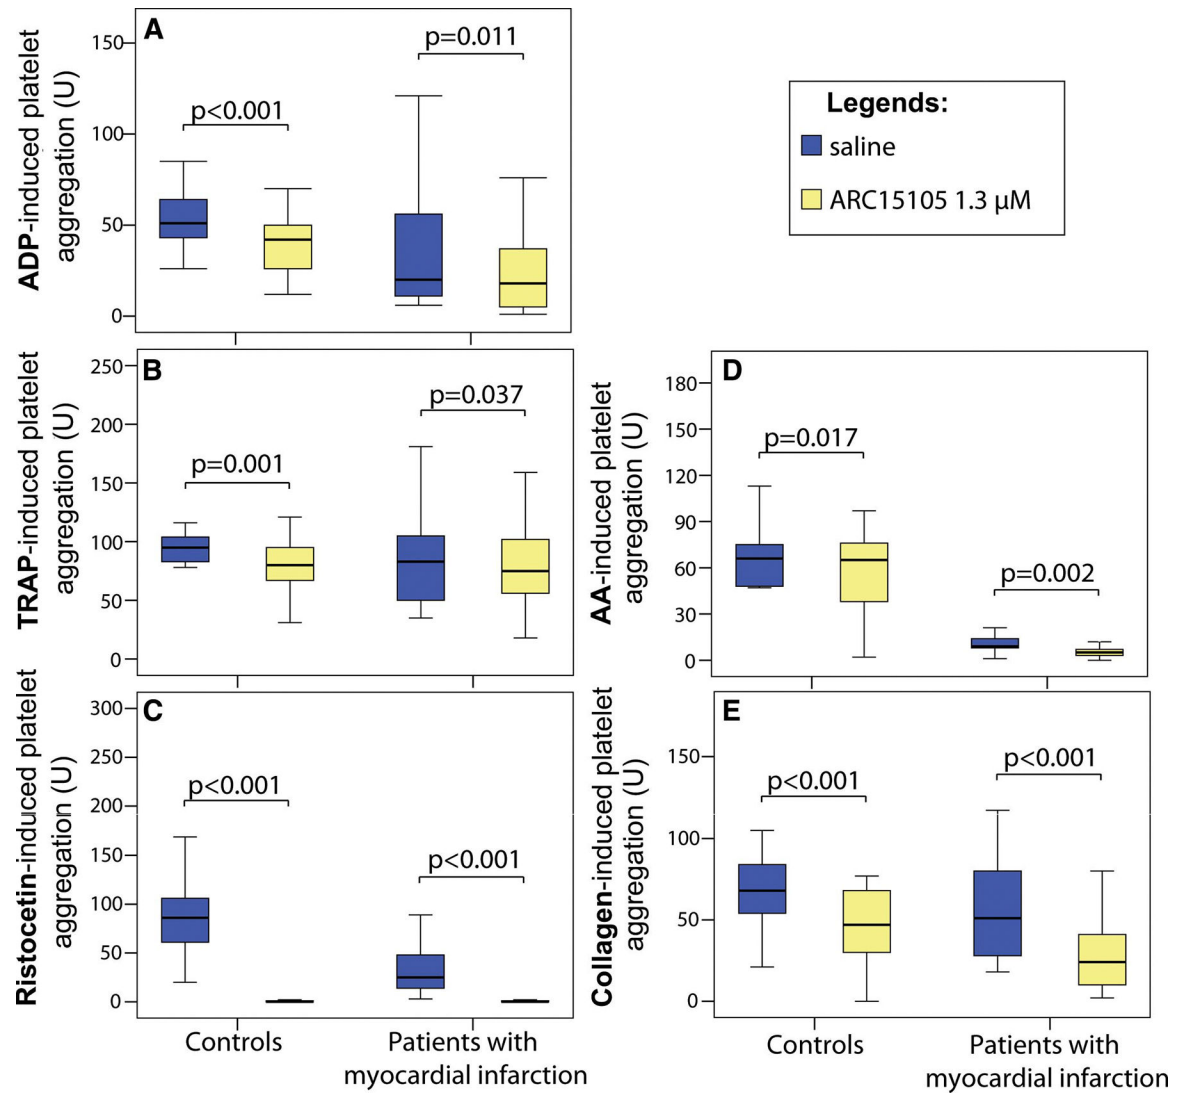 A
ADP-induced platelet
aggregation (U)
150
100
50
0
p<0.001
p=0.011
Legends:
saline
ARC15105 1.3 µM
B
TRAP-induced platelet
aggregation (U)
250
200
150
100
50
0
p=0.001
p=0.037
D
AA-induced platelet
aggregation (U)
180
150
120
90
60
30
0
p=0.017
p=0.002
C
Ristocetin-induced platelet
aggregation (U)
300
250
200
150
100
50
0
p<0.001
p<0.001
Controls
Patients with
myocardial infarction
E
Collagen-induced platelet
aggregation (U)
150
100
50
0
p<0.001
p<0.001
Controls
Patients with
myocardial infarction